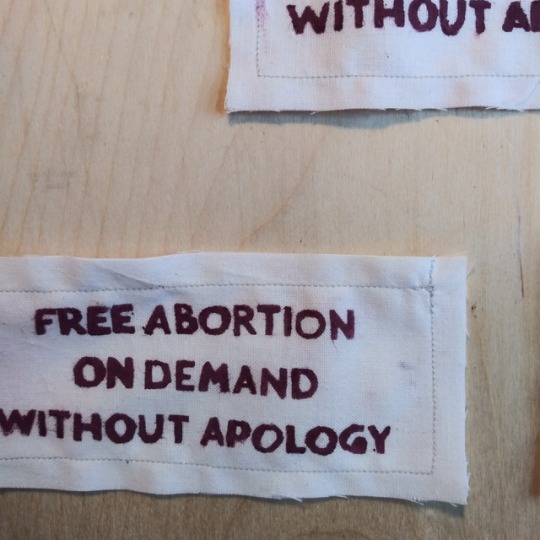 WITHOUT
FREE ABORTION
ON DEMAND
WITHOUT APOLOGY